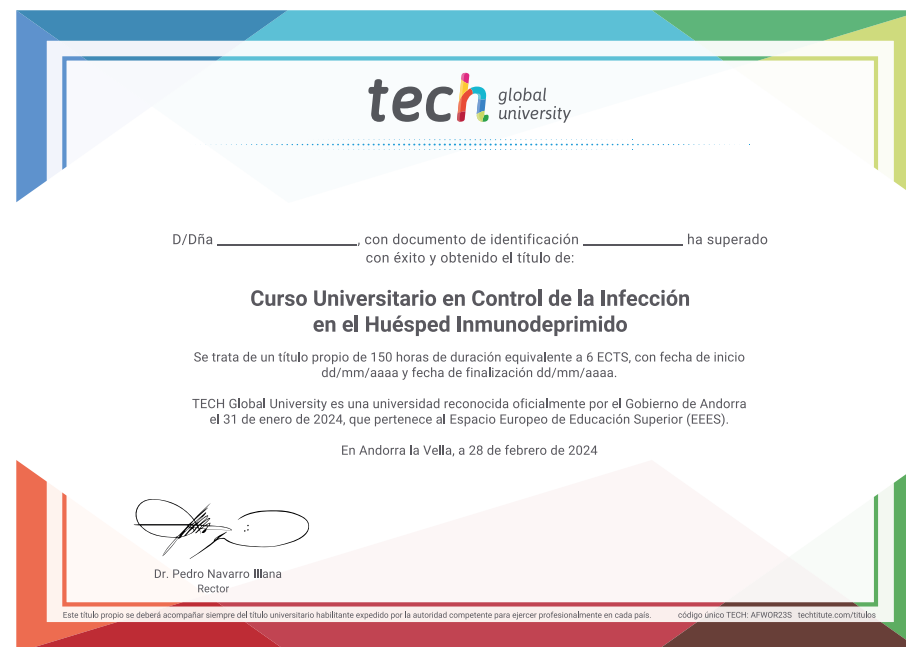 tech global university
D/Dña ____________, con documento de identificación ____________ ha superado
con éxito y obtenido el título de:
Curso Universitario en Control de la Infección
en el Huésped Inmunodeprimido
Se trata de un título propio de 150 horas de duración equivalente a 6 ECTS, con fecha de inicio
dd/mm/aaaa y fecha de finalización dd/mm/aaaa.
TECH Global University es una universidad reconocida oficialmente por el Gobierno de Andorra
el 31 de enero de 2024, que pertenece al Espacio Europeo de Educación Superior (EEES).
En Andorra la Vella, a 28 de febrero de 2024
Dr. Pedro Navarro Illana
Rector
Este título propio se deberá acompañar siempre del título universitario habilitante expedido por la autoridad competente para ejercer profesionalmente en cada país. código único TECH: AFWOR23S techtitute.com/titulos